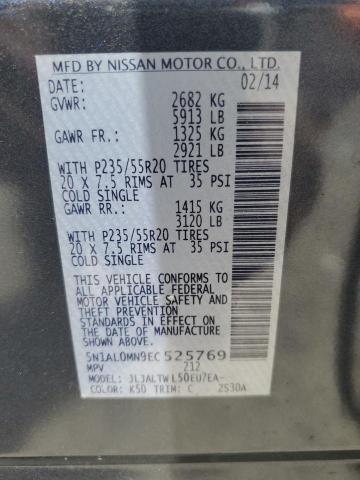 MFD BY NISSAN MOTOR CO., LTD.
DATE: 02/14
GVWR: 2682 KG
5913 LB
GAWR FR.: 1325 KG
2921 LB
WITH P235/55R20 TIRES
20 X 7.5 RIMS AT 35 PSI
COLD SINGLE
GAWR RR.: 1415 KG
3120 LB
WITH P235/55R20 TIRES
20 X 7.5 RIMS AT 35 PSI
COLD SINGLE
THIS VEHICLE CONFORMS TO
ALL APPLICABLE FEDERAL
MOTOR VEHICLE SAFETY
AND THEFT PREVENTION
STANDARDS IN EFFECT ON
THE DATE OF MANUFACTURE
SHOWN ABOVE.
5N1AL0MN9EC525769
MPV 212
MODEL: JLJALTWL50EU7EA-
COLOR: K50 TRIM: C 2530A